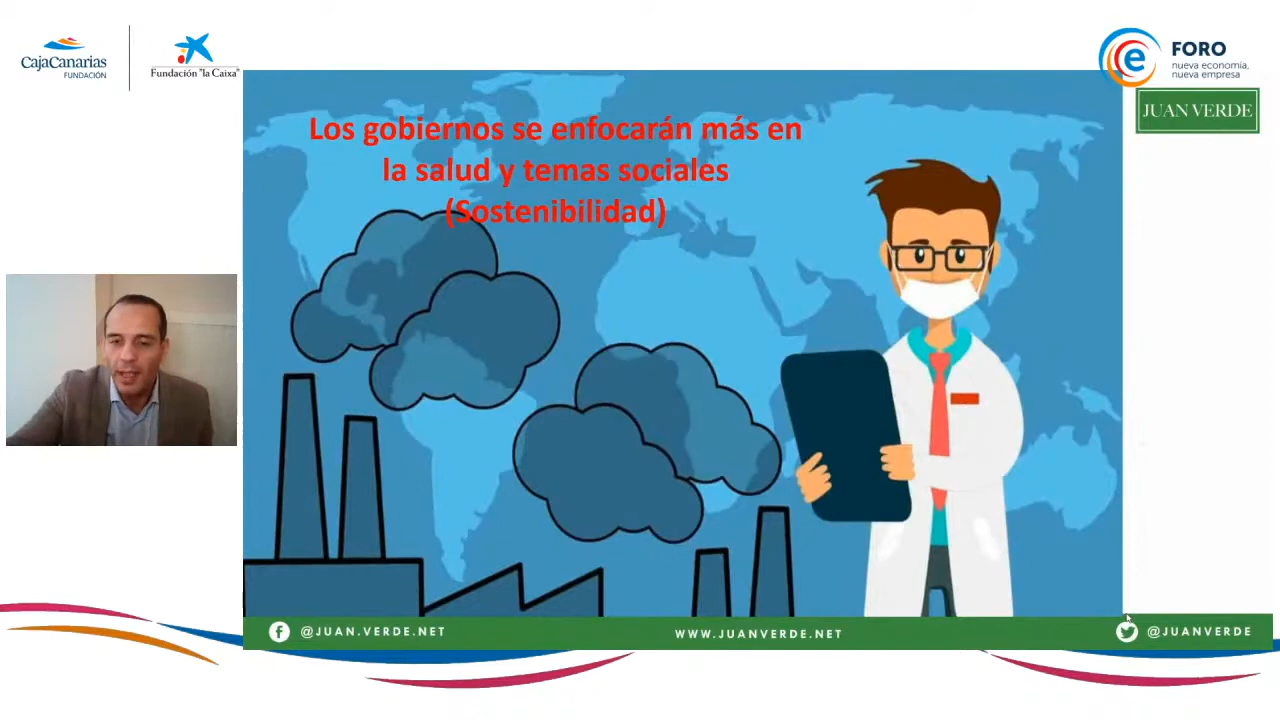 CajaCanarias
FUNDACIÓN
Fundación "la Caixa"
FORO
nueva economía,
nueva empresa
JUAN VERDE
Los gobiernos se enfocarán más en
la salud y temas sociales
(Sostenibilidad)
@JUAN.VERDE.NET
WWW.JUANVERDE.NET
@JUANVERDE